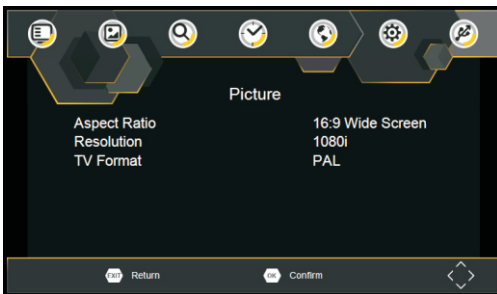 Picture
Aspect Ratio 16:9 Wide Screen
Resolution 1080i
TV Format PAL
EXIT Return OK Confirm